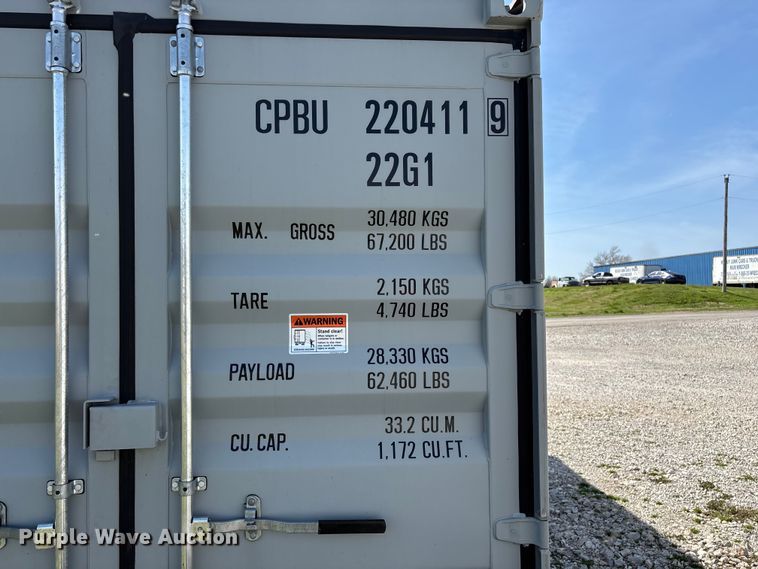 CPBU 220411 9
22G1
MAX. GROSS 30,480 KGS
67,200 LBS
TARE 2,150 KGS
4,740 LBS
WARNING
Stand clear!
PAYLOAD 28,330 KGS
62,460 LBS
CU. CAP. 33.2 CU.M.
1,172 CU.FT.
Purple Wave Auction